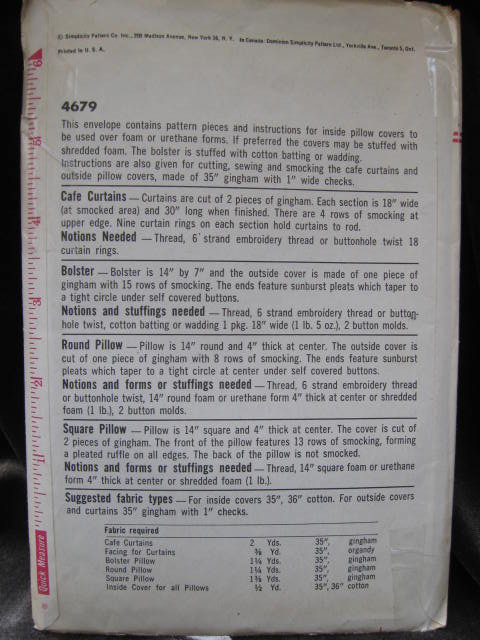 © Simplicity Pattern Co. Inc., 200 Madison Avenue, New York 16, N. Y. In Canada: Dominion Simplicity Pattern Ltd., Yorkville Ave., Toronto 5, Ont.
Printed in U. S. A.
4679
This envelope contains pattern pieces and instructions for inside pillow covers to
be used over foam or urethane forms. If preferred the covers may be stuffed with
shredded foam. The bolster is stuffed with cotton batting or wadding.
Instructions are also given for cutting, sewing and smocking the cafe curtains and
outside pillow covers, made of 35" gingham with 1" wide checks.
Cafe Curtains — Curtains are cut of 2 pieces of gingham. Each section is 18" wide
(at smocked area) and 30" long when finished. There are 4 rows of smocking at
upper edge. Nine curtain rings on each section hold curtains to rod.
Notions Needed — Thread, 6 strand embroidery thread or buttonhole twist 18
curtain rings.
Bolster — Bolster is 14" by 7" and the outside cover is made of one piece of
gingham with 15 rows of smocking. The ends feature sunburst pleats which taper to
a tight circle under self covered buttons.
Notions and stuffings needed — Thread, 6 strand embroidery thread or button-
hole twist, cotton batting or wadding 1 pkg. 18" wide (1 lb. 5 oz.), 2 button molds.
Round Pillow — Pillow is 14" round and 4" thick at center. The outside cover is
cut of one piece of gingham with 8 rows of smocking. The ends feature sunburst
pleats which taper to a tight circle at center under self covered buttons.
Notions and forms or stuffings needed — Thread, 6 strand embroidery thread
or buttonhole twist, 14" round foam or urethane form 4" thick at center or shredded
foam (1 lb.), 2 button molds.
Square Pillow — Pillow is 14" square and 4" thick at center. The cover is cut of
2 pieces of gingham. The front of the pillow features 13 rows of smocking, forming
a pleated ruffle on all edges. The back of the pillow is not smocked.
Notions and forms or stuffings needed — Thread, 14" square foam or urethane
form 4" thick at center or shredded foam (1 lb.).
Suggested fabric types — For inside covers 35", 36" cotton. For outside covers
and curtains 35" gingham with 1" checks.
Fabric required
Cafe Curtains 2 Yds. 35", gingham
Facing for Curtains ⅜ Yd. 35", organdy
Bolster Pillow 1¼ Yds. 35", gingham
Round Pillow 1¼ Yds. 35", gingham
Square Pillow 1⅜ Yds. 35", gingham
Inside Cover for all Pillows ½ Yd. 35", 36" cotton
Quick Measure
1
2
3
4
5
6